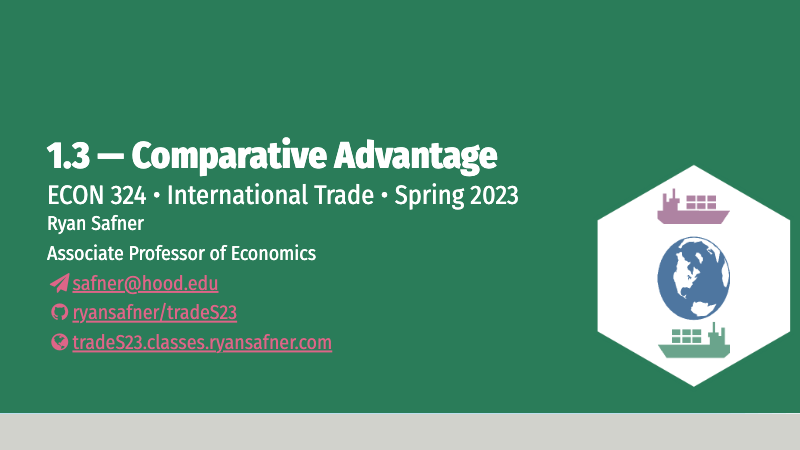 1.3 — Comparative Advantage
ECON 324 • International Trade • Spring 2023
Ryan Safner
Associate Professor of Economics
safner@hood.edu
ryansafner/tradeS23
tradeS23.classes.ryansafner.com